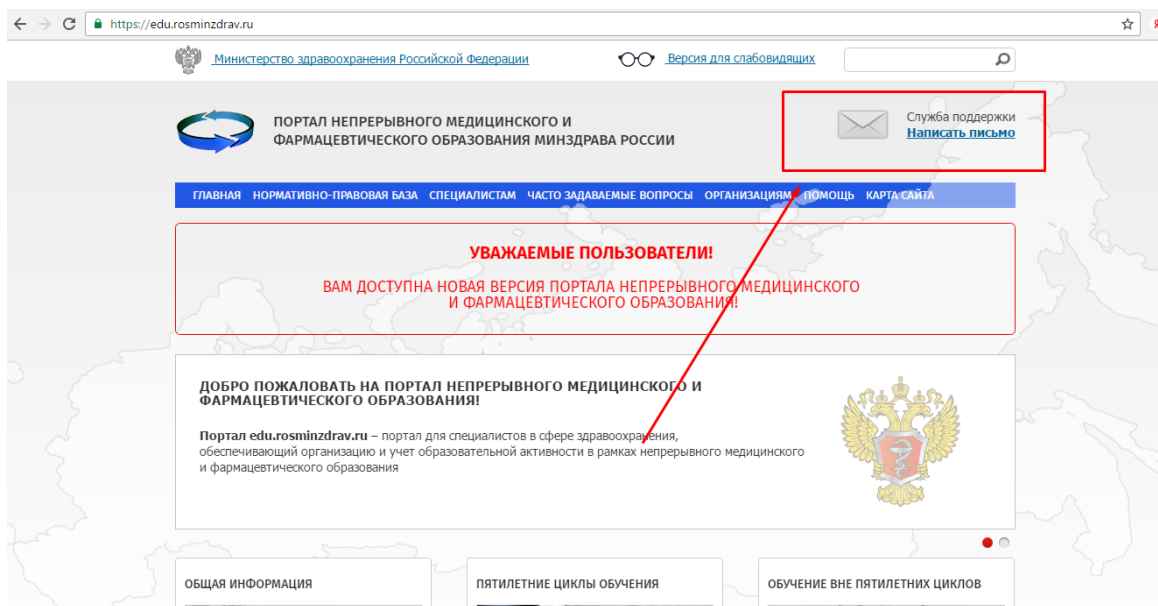 https://edu.rosminzdrav.ru
Министерство здравоохранения Российской Федерации
Версия для слабовидящих
ПОРТАЛ НЕПРЕРЫВНОГО МЕДИЦИНСКОГО И
ФАРМАЦЕВТИЧЕСКОГО ОБРАЗОВАНИЯ МИНЗДРАВА РОССИИ
Служба поддержки
Написать письмо
ГЛАВНАЯ НОРМАТИВНО-ПРАВОВАЯ БАЗА СПЕЦИАЛИСТАМ ЧАСТО ЗАДАВАЕМЫЕ ВОПРОСЫ ОРГАНИЗАЦИЯМ ПОМОЩЬ КАРТА САЙТА
УВАЖАЕМЫЕ ПОЛЬЗОВАТЕЛИ!
ВАМ ДОСТУПНА НОВАЯ ВЕРСИЯ ПОРТАЛА НЕПРЕРЫВНОГО МЕДИЦИНСКОГО
И ФАРМАЦЕВТИЧЕСКОГО ОБРАЗОВАНИЯ!
ДОБРО ПОЖАЛОВАТЬ НА ПОРТАЛ НЕПРЕРЫВНОГО МЕДИЦИНСКОГО И
ФАРМАЦЕВТИЧЕСКОГО ОБРАЗОВАНИЯ!
Портал edu.rosminzdrav.ru – портал для специалистов в сфере здравоохранения,
обеспечивающий организацию и учет образовательной активности в рамках непрерывного медицинского
и фармацевтического образования
ОБЩАЯ ИНФОРМАЦИЯ
ПЯТИЛЕТНИЕ ЦИКЛЫ ОБУЧЕНИЯ
ОБУЧЕНИЕ ВНЕ ПЯТИЛЕТНИХ ЦИКЛОВ